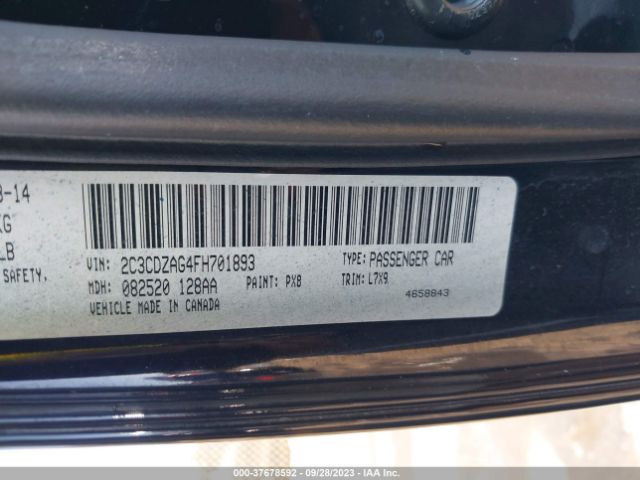 8-14
KG
LB
SAFETY,
VIN: 2C3CDZAG4FH701893
TYPE: PASSENGER CAR
MDH: 082520 128AA
PAINT: PX8
TRIM: L7X9
VEHICLE MADE IN CANADA
4658843
000-37678592 - 09/28/2023 - IAA Inc.